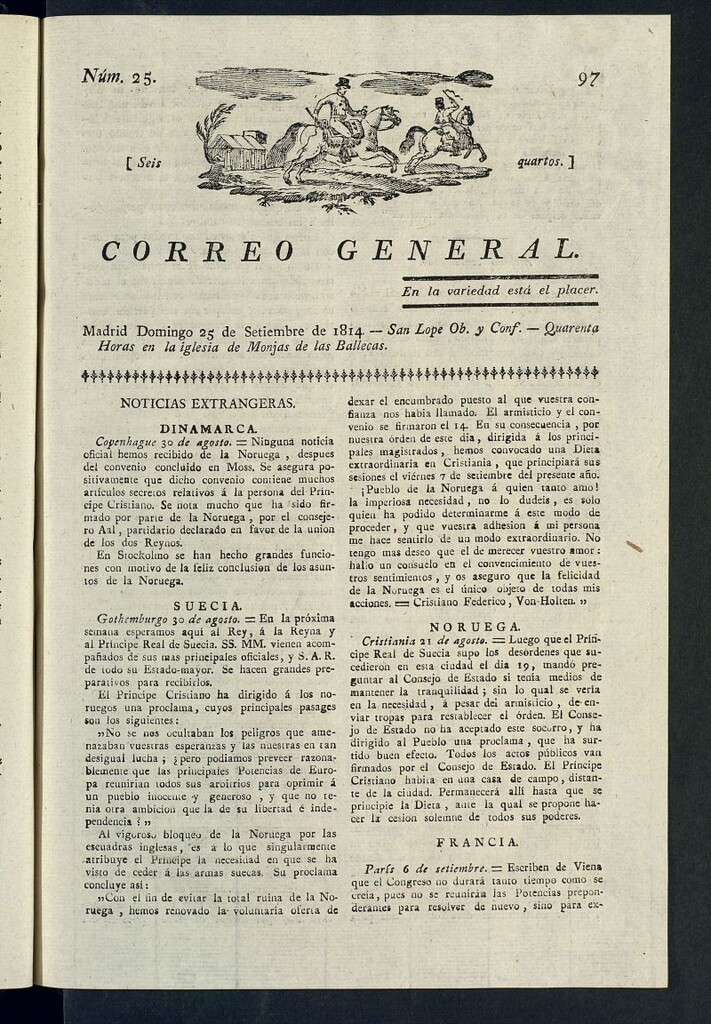 Núm. 25.
97
[ Seis
quartos. ]
CORREO GENERAL.
En la variedad está el placer.
Madrid Domingo 25 de Setiembre de 1814 — San Lope Ob. y Conf. — Quarenta
Horas en la iglesia de Monjas de las Ballecas.
NOTICIAS EXTRANGERAS.
DINAMARCA.
Copenhague 30 de agosto. = Ninguna noticia
oficial hemos recibido de la Noruega , despues
del convenio concluido en Moss. Se asegura po-
sitivamente que dicho convenio contiene muchos
artículos secretos relativos á la persona del Prín-
cipe Cristiano. Se nota mucho que ha sido fir-
mado por parte de la Noruega , por el conseje-
ro Aal, partidario declarado en favor de la union
de los dos Reynos.
En Stockolmo se han hecho grandes funcio-
nes con motivo de la feliz conclusion de los asun-
tos de la Noruega.
SUECIA.
Gothemburgo 30 de agosto. = En la próxima
semana esperamos aquí al Rey, á la Reyna y
al Príncipe Real de Suecia. SS. MM. vienen acom-
pañados de sus mas principales oficiales, y S. A. R.
de todo su Estado-mayor. Se hacen grandes pre-
parativos para recibirlos.
El Príncipe Cristiano ha dirigido á los no-
ruegos una proclama, cuyos principales pasages
son los siguientes :
„No se nos ocultaban los peligros que ame-
nazaban vuestras esperanzas y las nuestras en tan
desigual lucha ; ¿pero podiamos preveer razona-
blemente que las principales Potencias de Euro-
pa reunirian todos sus arbitrios para oprimir á
un pueblo inocente y generoso , y que no te-
nia otra ambicion que la de su libertad é inde-
pendencia ? „
Al vigoroso bloqueo de la Noruega por las
escuadras inglesas, es a lo que singularmente
atribuye el Príncipe la necesidad en que se ha
visto de ceder á las armas suecas. Su proclama
concluye asi :
„Con el fin de evitar la total ruina de la No-
ruega , hemos renovado la voluntaria oferta de
dexar el encumbrado puesto al que vuestra con-
fianza nos habia llamado. El armisticio y el con-
venio se firmaron el 14. En su consecuencia , por
nuestra órden de este dia, dirigida á los princi-
pales magistrados, hemos convocado una Dieta
extraordinaria en Cristiania , que principiará sus
sesiones el viérnes 7 de setiembre del presente año.
¡Pueblo de la Noruega á quien tanto amo!
la imperiosa necesidad, no lo dudeis, es solo
quien ha podido determinarme á este modo de
proceder, y que vuestra adhesion á mi persona
me hace sentirlo de un modo extraordinario. No
tengo mas deseo que el de merecer vuestro amor :
hallo un consuelo en el convencimiento de vues-
tros sentimientos , y os aseguro que la felicidad
de la Noruega es el único objeto de todas mis
acciones. = Cristiano Federico , Von-Holten. „
NORUEGA.
Cristiania 21 de agosto. = Luego que el Prín-
cipe Real de Suecia supo los desórdenes que su-
cedieron en esta ciudad el dia 19, mandó pre-
guntar al Consejo de Estado si tenía medios de
mantener la tranquilidad ; sin lo qual se veria
en la necesidad, á pesar del armisticio , de en-
viar tropas para restablecer el órden. El Conse-
jo de Estado no ha aceptado este socorro, y ha
dirigido al Pueblo una proclama , que ha sur-
tido buen efecto. Todos los actos públicos van
firmados por el Consejo de Estado. El Príncipe
Cristiano habita en una casa de campo, distan-
te de la ciudad. Permanecerá allí hasta que se
principie la Dieta , ante la qual se propone ha-
cer la cesion solemne de todos sus poderes.
FRANCIA.
París 6 de setiembre. = Escriben de Viena
que el Congreso no durará tanto tiempo como se
creia, pues no se reunirán las Potencias prepon-
derantes para resolver de nuevo , sino para ex-